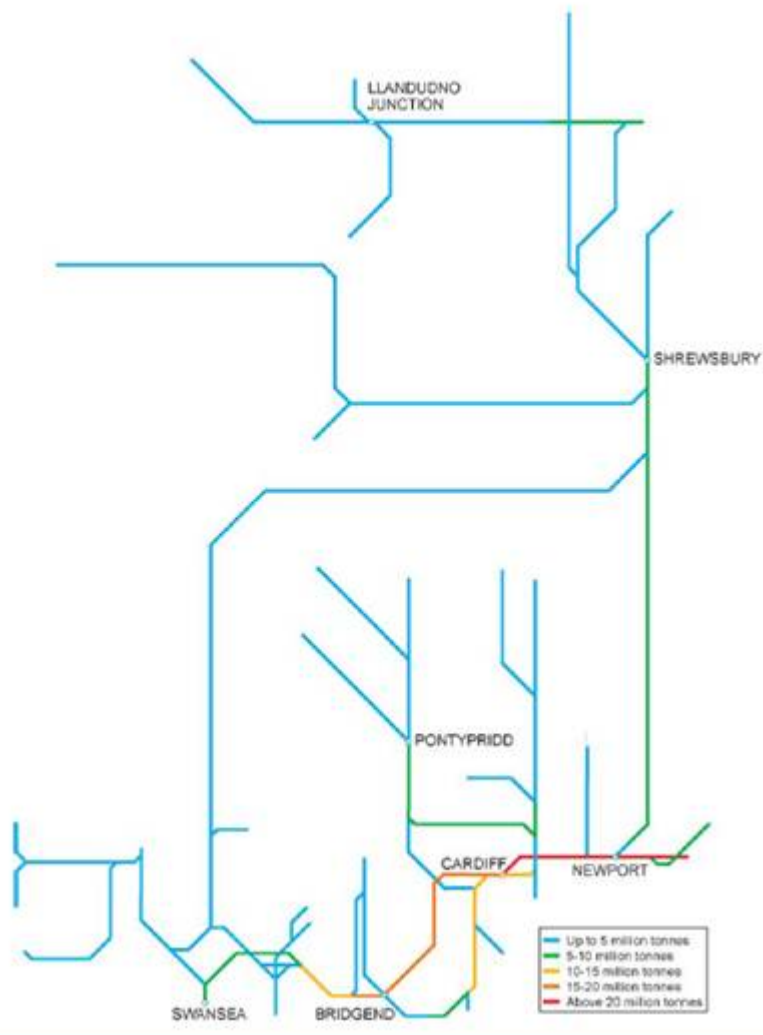 LLANDUDNO
JUNCTION
SHREWSBURY
PONTYPRIDD
CARDIFF
NEWPORT
SWANSEA
BRIDGEND
Up to 5 million tonnes
5-10 million tonnes
10-15 million tonnes
15-20 million tonnes
Above 20 million tonnes